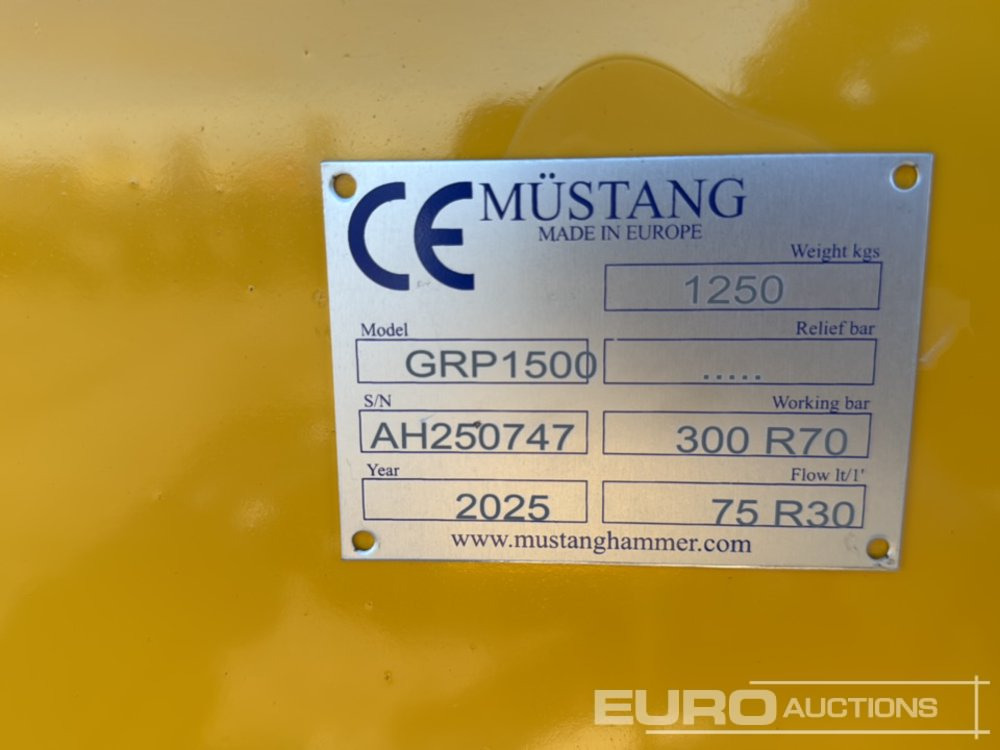 CE MÜSTANG
MADE IN EUROPE
Weight kgs
1250
Model
Relief bar
GRP1500
.....
S/N
Working bar
AH250747
300 R70
Year
Flow lt/1'
2025
75 R30
www.mustanghammer.com
EURO AUCTIONS